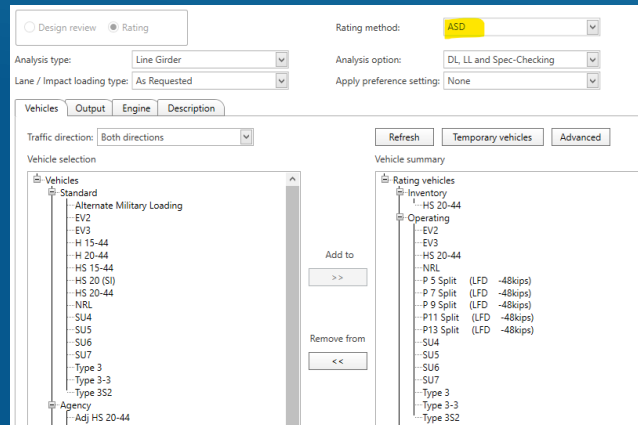 Design review Rating Rating method: ASD
Analysis type: Line Girder Analysis option: DL, LL and Spec-Checking
Lane / Impact loading type: As Requested Apply preference setting: None
Vehicles Output Engine Description
Traffic direction: Both directions Refresh Temporary vehicles Advanced
Vehicle selection
Vehicles
Standard
Alternate Military Loading
EV2
EV3
H 15-44
H 20-44
HS 15-44
HS 20 (SI)
HS 20-44
NRL
SU4
SU5
SU6
SU7
Type 3
Type 3-3
Type 3S2
Agency
Adj HS 20-44
Add to
>>
Remove from
<<
Vehicle summary
Rating vehicles
Inventory
HS 20-44
Operating
EV2
EV3
HS 20-44
NRL
P 5 Split (LFD -48kips)
P 7 Split (LFD -48kips)
P 9 Split (LFD -48kips)
P11 Split (LFD -48kips)
P13 Split (LFD -48kips)
SU4
SU5
SU6
SU7
Type 3
Type 3-3
Type 3S2